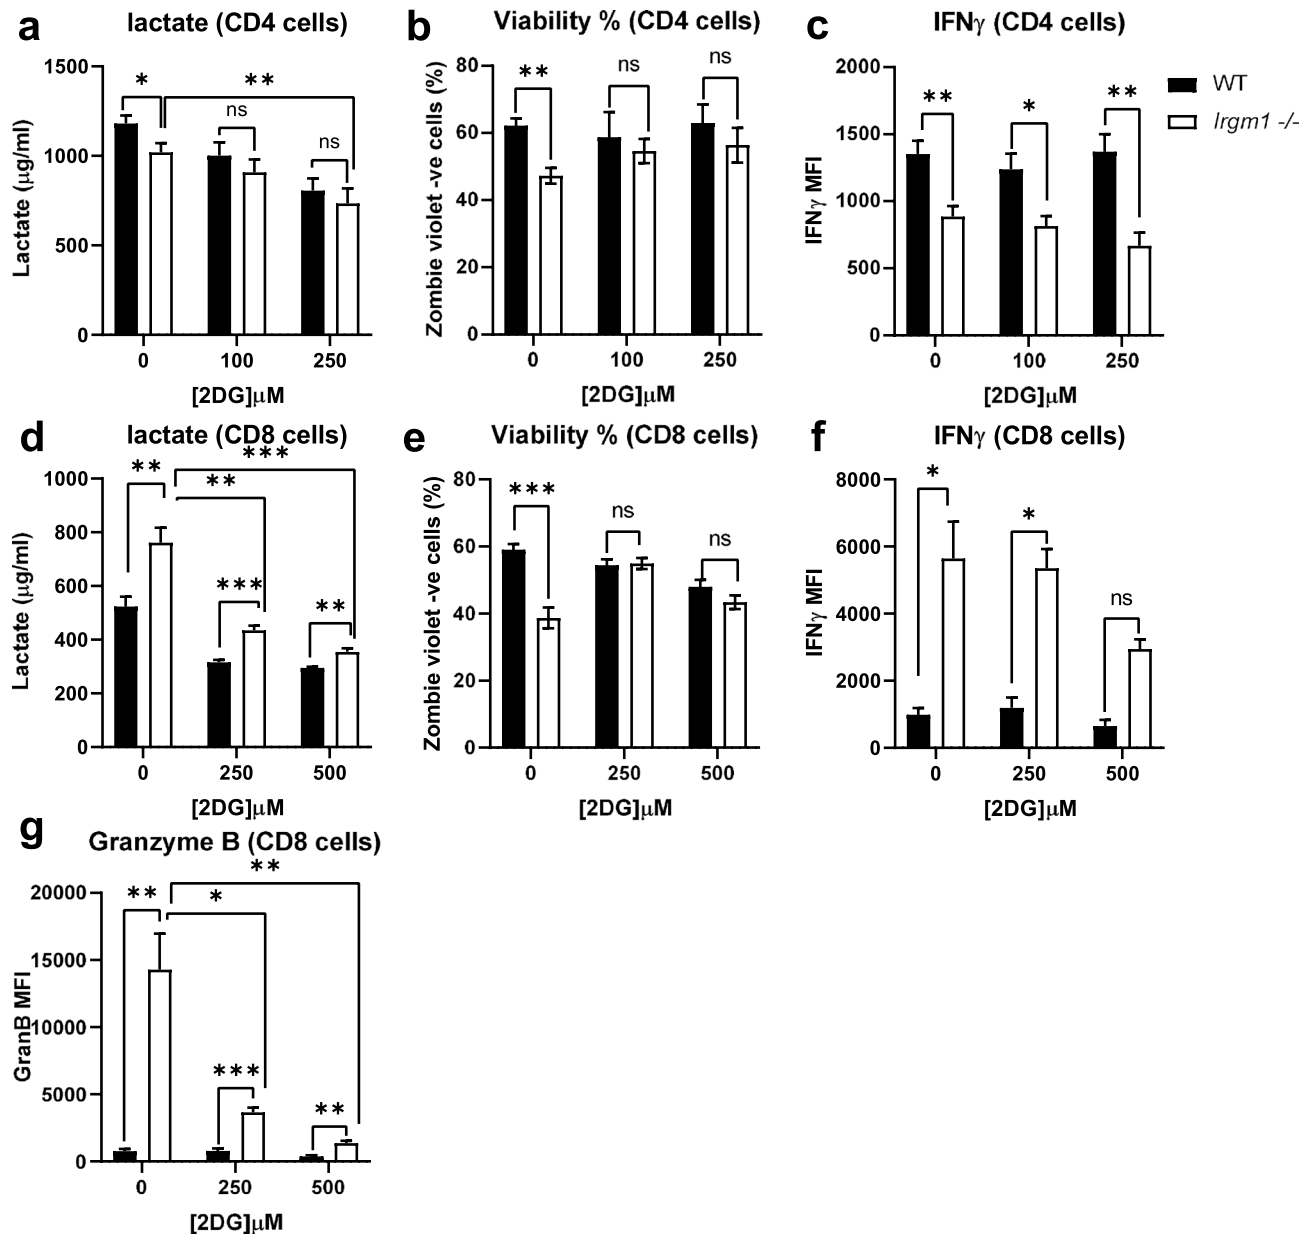 a
lactate (CD4 cells)
Lactate (μg/ml)
1500
1000
500
0
*
**
ns
ns
0
100
250
[2DG]μM
b
Viability % (CD4 cells)
Zombie violet -ve cells (%)
80
60
40
20
0
**
ns
ns
0
100
250
[2DG]μM
c
IFNγ (CD4 cells)
IFNγ MFI
2000
1500
1000
500
0
**
*
**
0
100
250
[2DG]μM
WT
Irgm1 -/-
d
lactate (CD8 cells)
Lactate (μg/ml)
1000
800
600
400
200
0
**
***
**
***
**
0
250
500
[2DG]μM
e
Viability % (CD8 cells)
Zombie violet -ve cells (%)
80
60
40
20
0
***
ns
ns
0
250
500
[2DG]μM
f
IFNγ (CD8 cells)
IFNγ MFI
8000
6000
4000
2000
0
*
*
ns
0
250
500
[2DG]μM
g
Granzyme B (CD8 cells)
GranB MFI
20000
15000
10000
5000
0
**
**
*
***
**
0
250
500
[2DG]μM